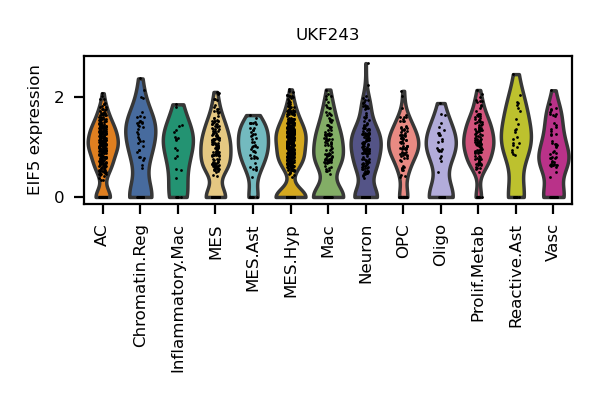 UKF243
EIF5 expression
2
0
AC
Chromatin.Reg
Inflammatory.Mac
MES
MES.Ast
MES.Hyp
Mac
Neuron
OPC
Oligo
Prolif.Metab
Reactive.Ast
Vasc